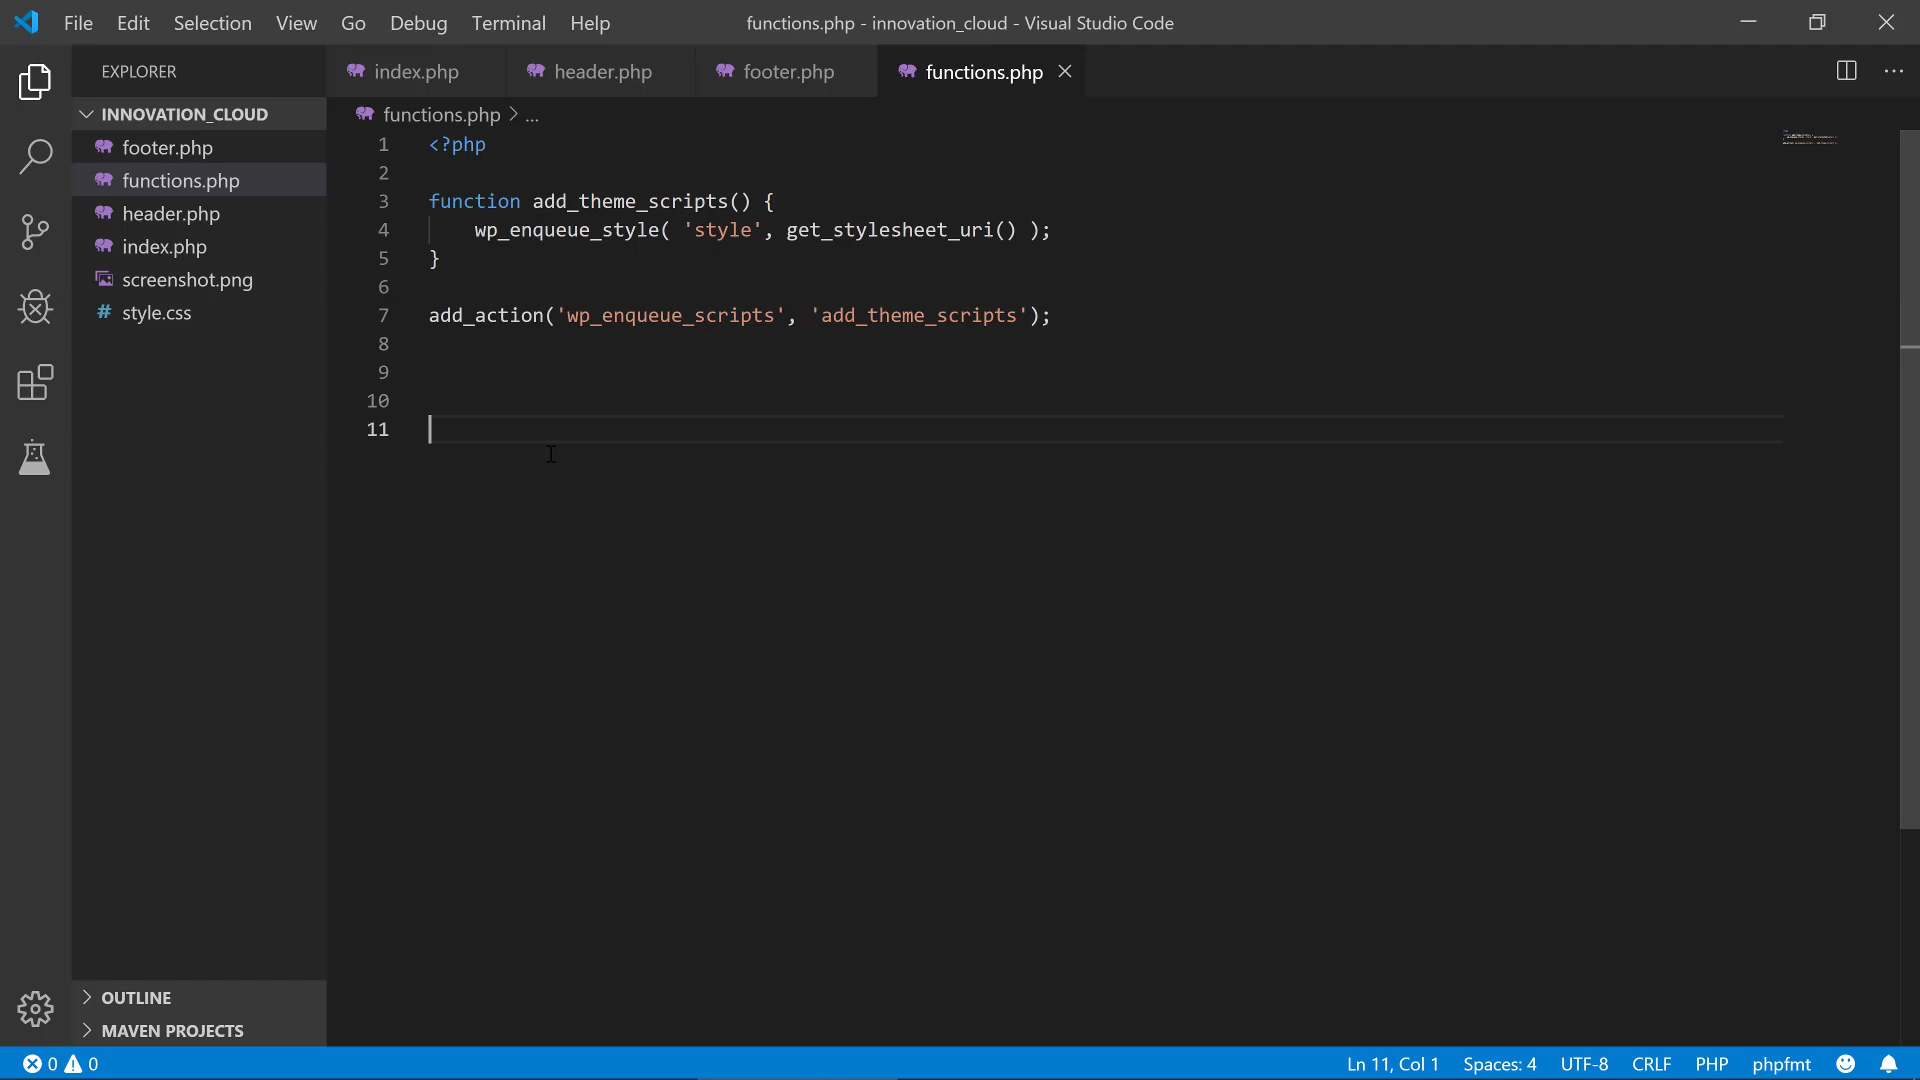 File Edit Selection View Go Debug Terminal Help
functions.php - innovation_cloud - Visual Studio Code
EXPLORER
INNOVATION_CLOUD
footer.php
functions.php
header.php
index.php
screenshot.png
# style.css
OUTLINE
MAVEN PROJECTS
index.php header.php footer.php functions.php
functions.php > ...
1 <?php
2
3 function add_theme_scripts() {
4 wp_enqueue_style( 'style', get_stylesheet_uri() );
5 }
6
7 add_action('wp_enqueue_scripts', 'add_theme_scripts');
8
9
10
11
0 0 Ln 11, Col 1 Spaces: 4 UTF-8 CRLF PHP phpfmt